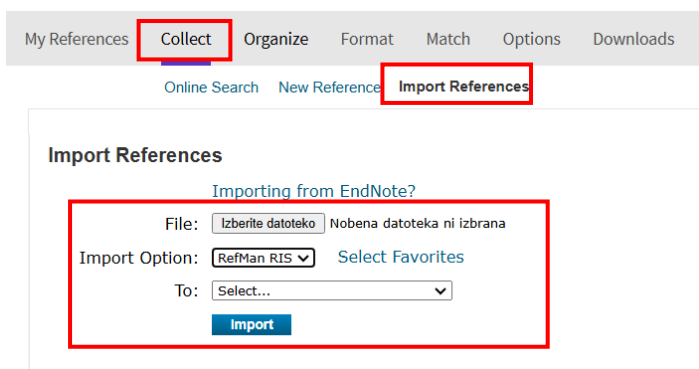 My References Collect Organize Format Match Options Downloads
Online Search New Reference Import References
Import References
Importing from EndNote?
File: Izberite datoteko Nobena datoteka ni izbrana
Import Option: RefMan RIS Select Favorites
To: Select...
Import